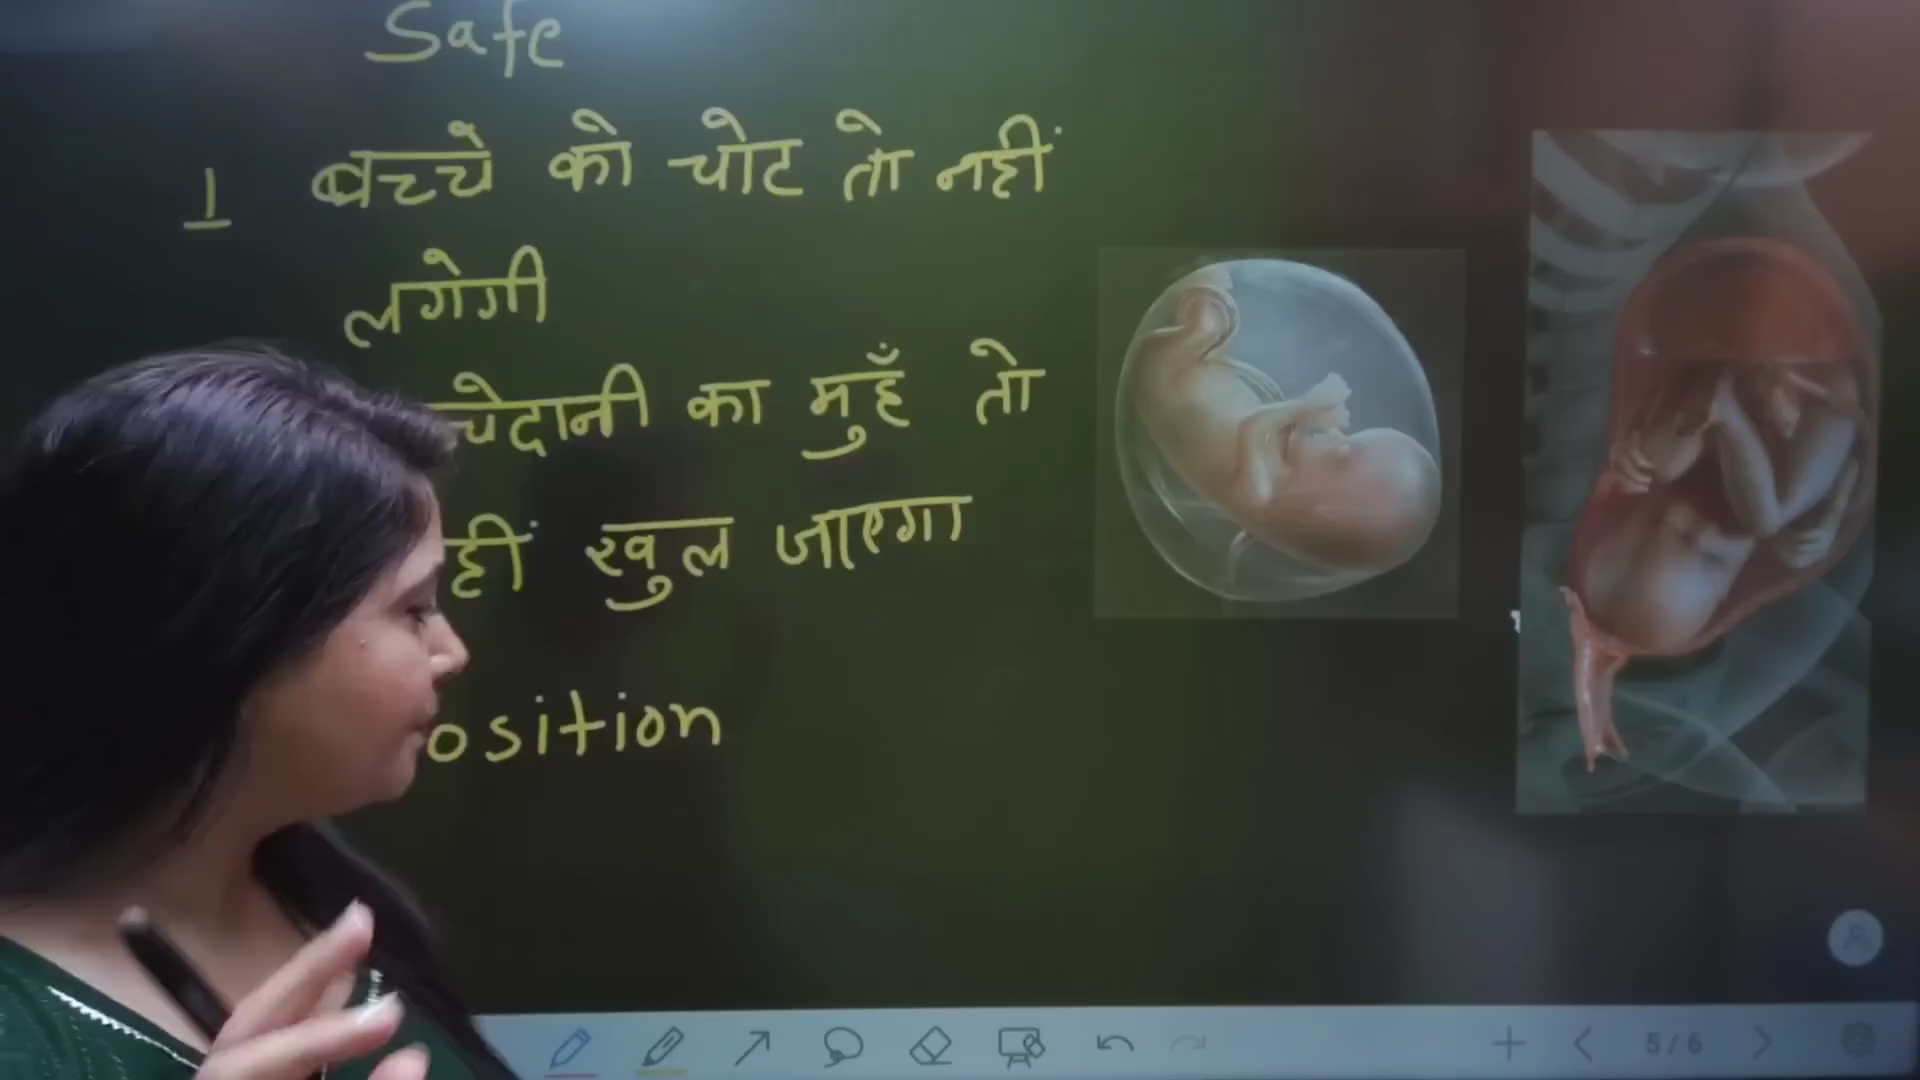 Safe
1 बच्चे को चोट तो नहीं
लगेगी
च्चेदानी का मुहँ तो
हीं खुल जाएगा
osition
5/6